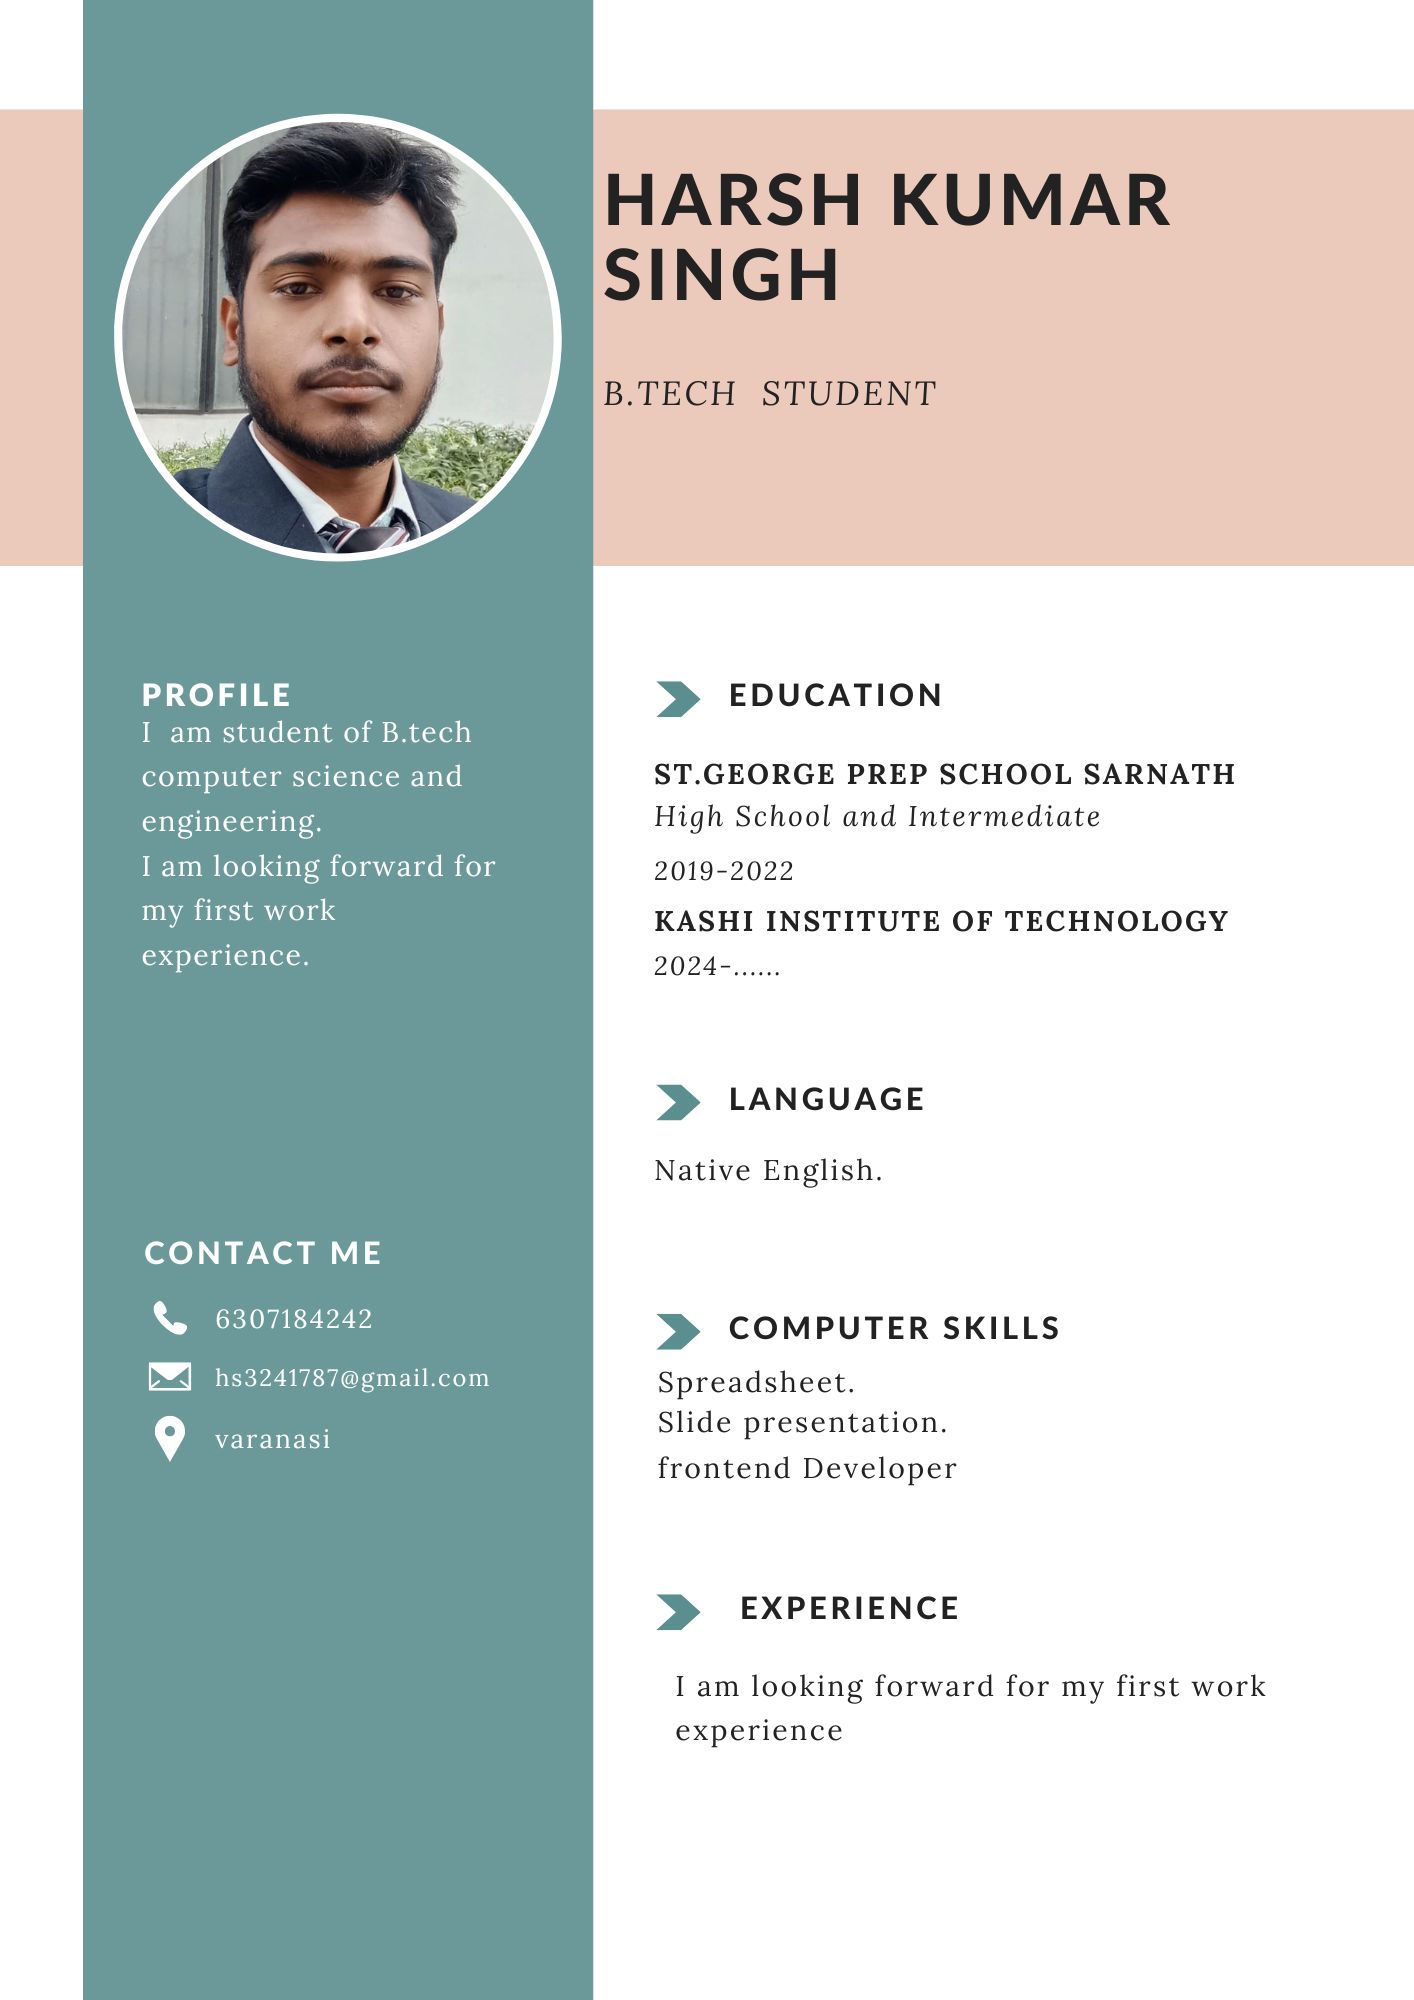 HARSH KUMAR
SINGH
B.TECH  STUDENT
PROFILE
I  am student of B.tech
computer science and
engineering.
I am looking forward for
my first work
experience.
CONTACT ME
6307184242
hs3241787@gmail.com
varanasi
EDUCATION
ST.GEORGE PREP SCHOOL SARNATH
High School and Intermediate
2019-2022
KASHI INSTITUTE OF TECHNOLOGY
2024-......
LANGUAGE
Native English.
COMPUTER SKILLS
Spreadsheet.
Slide presentation.
frontend Developer
EXPERIENCE
I am looking forward for my first work
experience